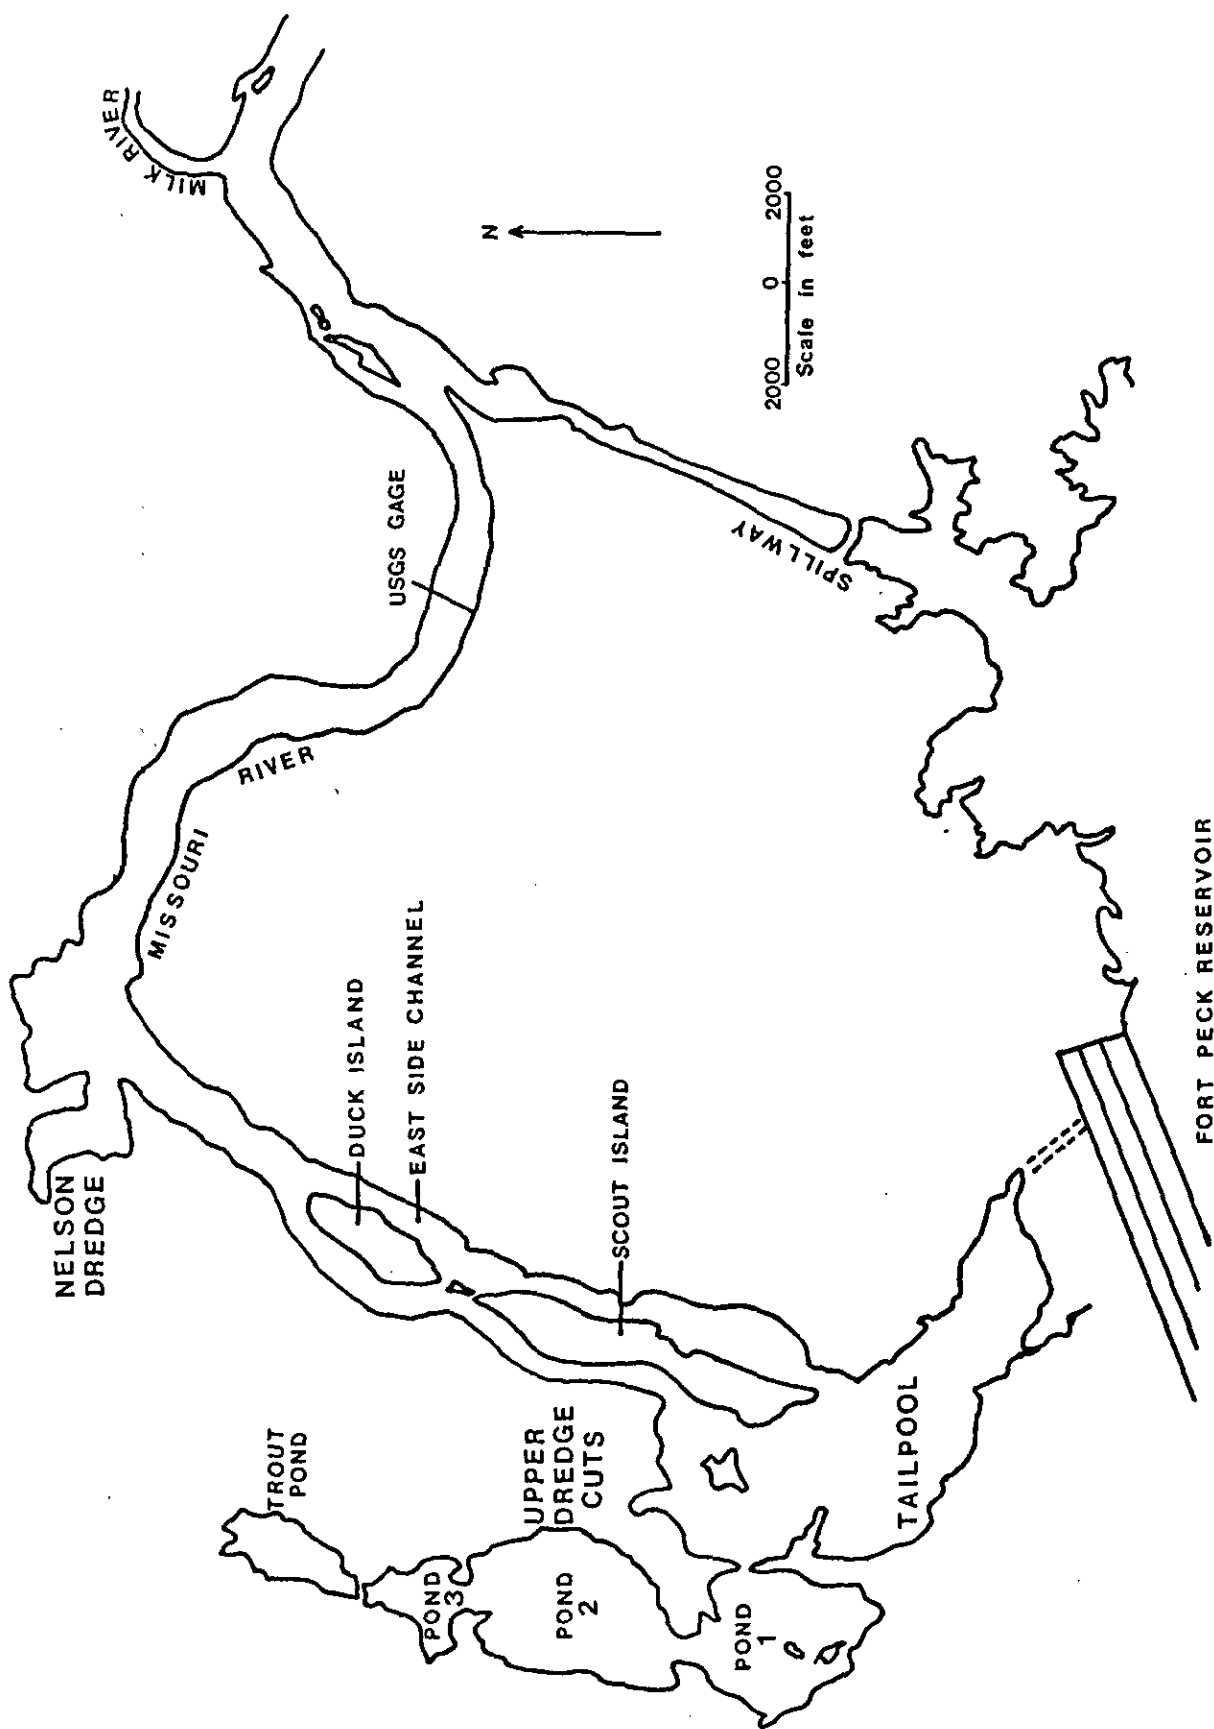 MILK RIVER
N
2000 0 2000
Scale in feet
USGS GAGE
SPILLWAY
MISSOURI
RIVER
NELSON
DREDGE
DUCK ISLAND
EAST SIDE CHANNEL
SCOUT ISLAND
TROUT
POND
UPPER
DREDGE
CUTS
POND
3
POND
2
POND
1
TAILPOOL
FORT PECK RESERVOIR